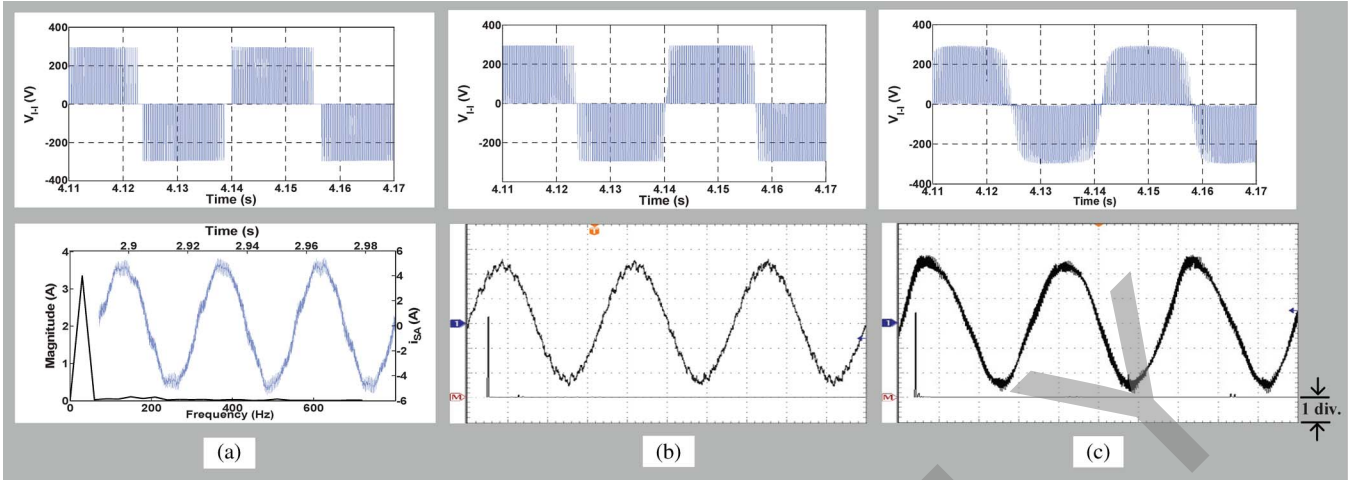 400
200
0
-200
-400
V_l-l (V)
4.11 4.12 4.13 4.14 4.15 4.16 4.17
Time (s)
400
200
0
-200
-400
V_l-l (V)
4.11 4.12 4.13 4.14 4.15 4.16 4.17
Time (s)
400
200
0
-200
-400
V_l-l (V)
4.11 4.12 4.13 4.14 4.15 4.16 4.17
Time (s)
Time (s)
2.9 2.92 2.94 2.96 2.98
4
3
2
1
0
Magnitude (A)
6
4
2
0
-2
-4
-6
i_SA (A)
0 200 400 600
Frequency (Hz)
T
1
M
1
M
1 div.
(a)
(b)
(c)